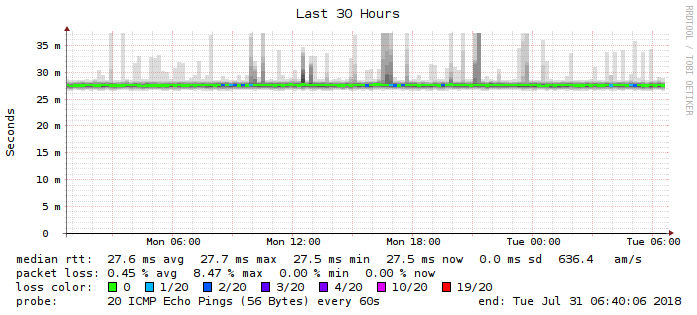 Last 30 Hours
RRDTOOL / TOBI OETIKER
Seconds
35 m
30 m
25 m
20 m
15 m
10 m
5 m
0
Mon 06:00 Mon 12:00 Mon 18:00 Tue 00:00 Tue 06:00
median rtt: 27.6 ms avg 27.7 ms max 27.5 ms min 27.5 ms now 0.0 ms sd 636.4 am/s
packet loss: 0.45 % avg 8.47 % max 0.00 % min 0.00 % now
loss color: 0 1/20 2/20 3/20 4/20 10/20 19/20
probe: 20 ICMP Echo Pings (56 Bytes) every 60s end: Tue Jul 31 06:40:06 2018